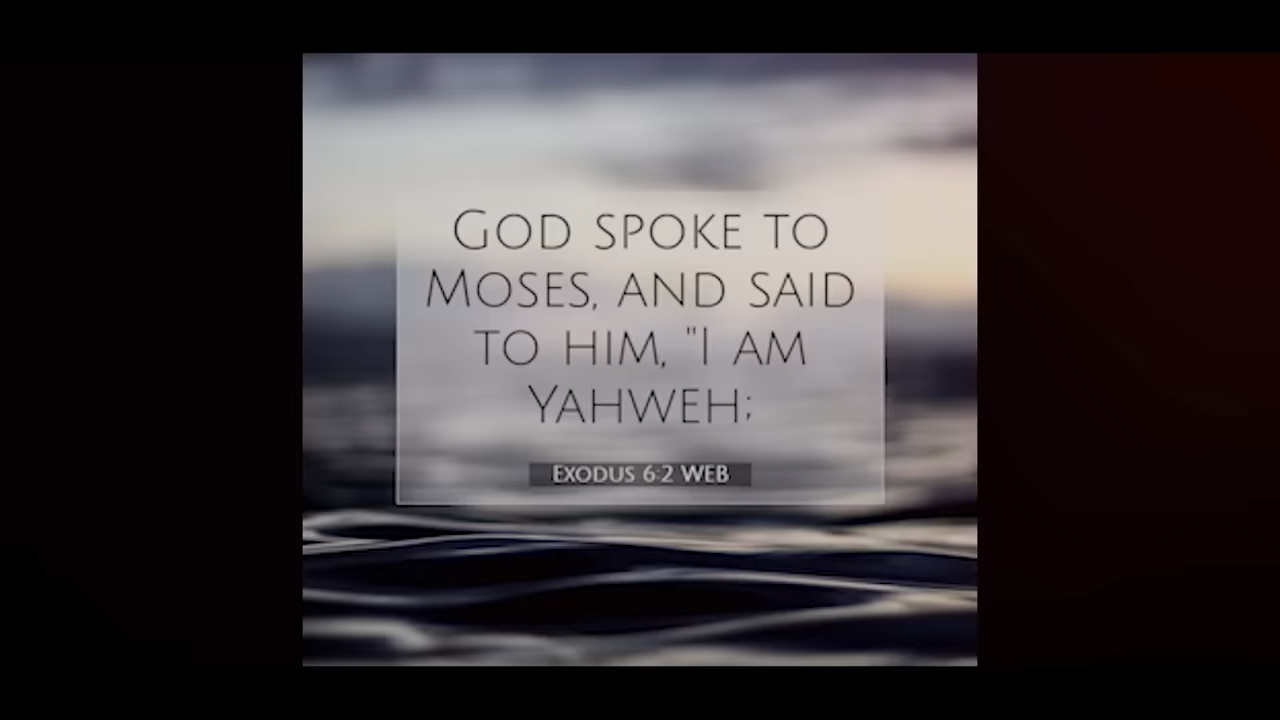 God spoke to
Moses, and said
to him, "I am
Yahweh;
Exodus 6:2 WEB